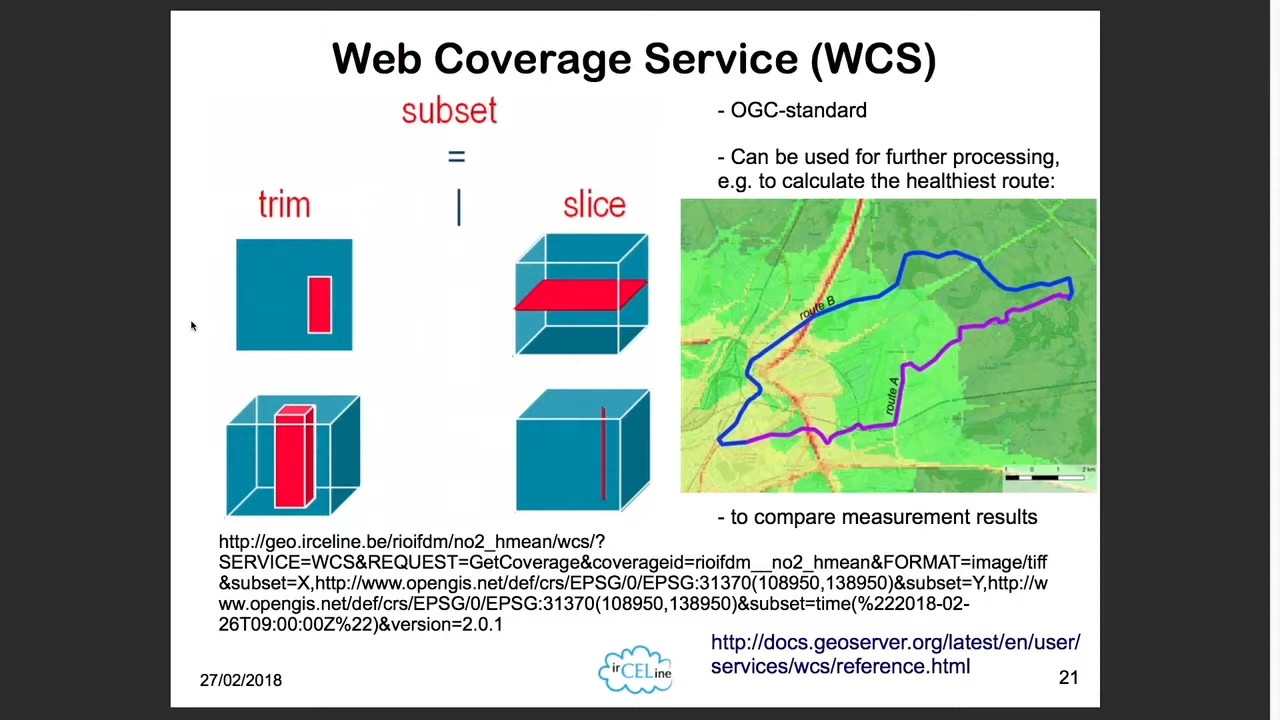 Web Coverage Service (WCS)
subset
=
trim | slice
- OGC-standard
- Can be used for further processing,
e.g. to calculate the healthiest route:
route B
route A
1 0 1 2 km
- to compare measurement results
http://geo.irceline.be/rioifdm/no2_hmean/wcs/?
SERVICE=WCS&REQUEST=GetCoverage&coverageid=rioifdm__no2_hmean&FORMAT=image/tiff
&subset=X,http://www.opengis.net/def/crs/EPSG/0/EPSG:31370(108950,138950)&subset=Y,http://w
ww.opengis.net/def/crs/EPSG/0/EPSG:31370(108950,138950)&subset=time(%222018-02-
26T09:00:00Z%22)&version=2.0.1
http://docs.geoserver.org/latest/en/user/
services/wcs/reference.html
27/02/2018
irCELine
21